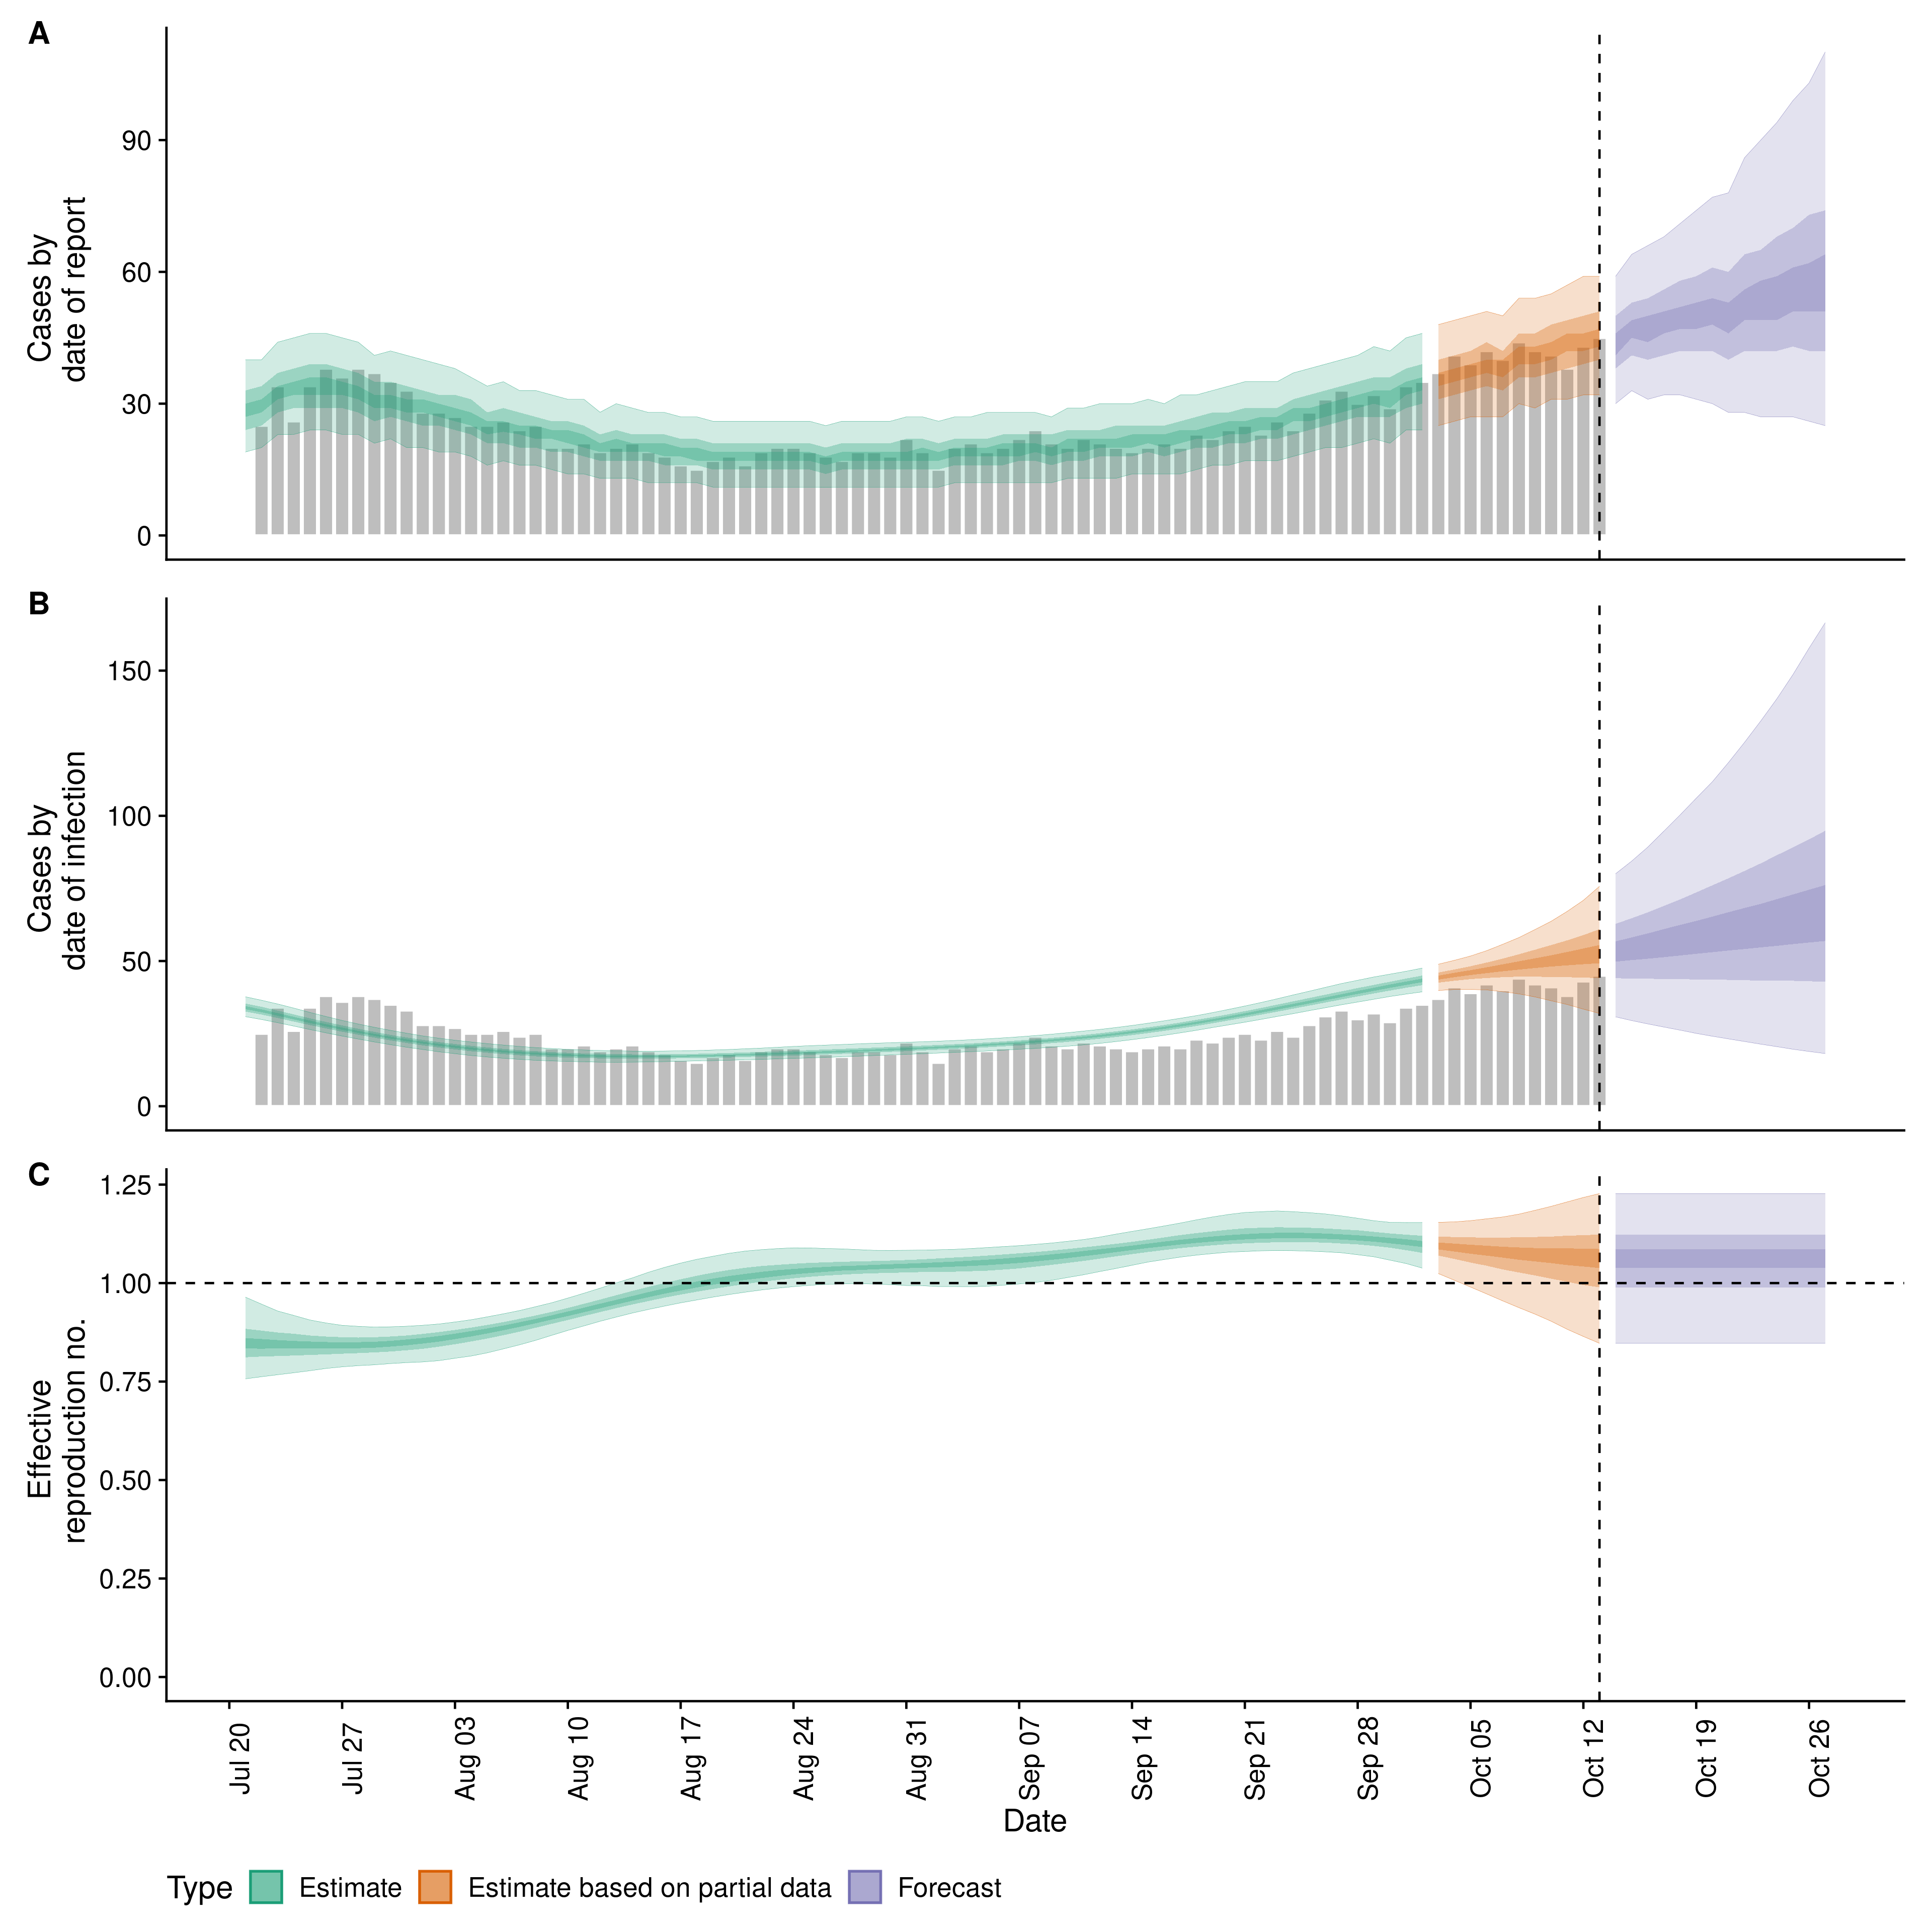 A
Cases by
date of report
90
60
30
0
B
Cases by
date of infection
150
100
50
0
C
Effective
reproduction no.
1.25
1.00
0.75
0.50
0.25
0.00
Jul 20
Jul 27
Aug 03
Aug 10
Aug 17
Aug 24
Aug 31
Sep 07
Sep 14
Sep 21
Sep 28
Oct 05
Oct 12
Oct 19
Oct 26
Date
Type Estimate Estimate based on partial data Forecast